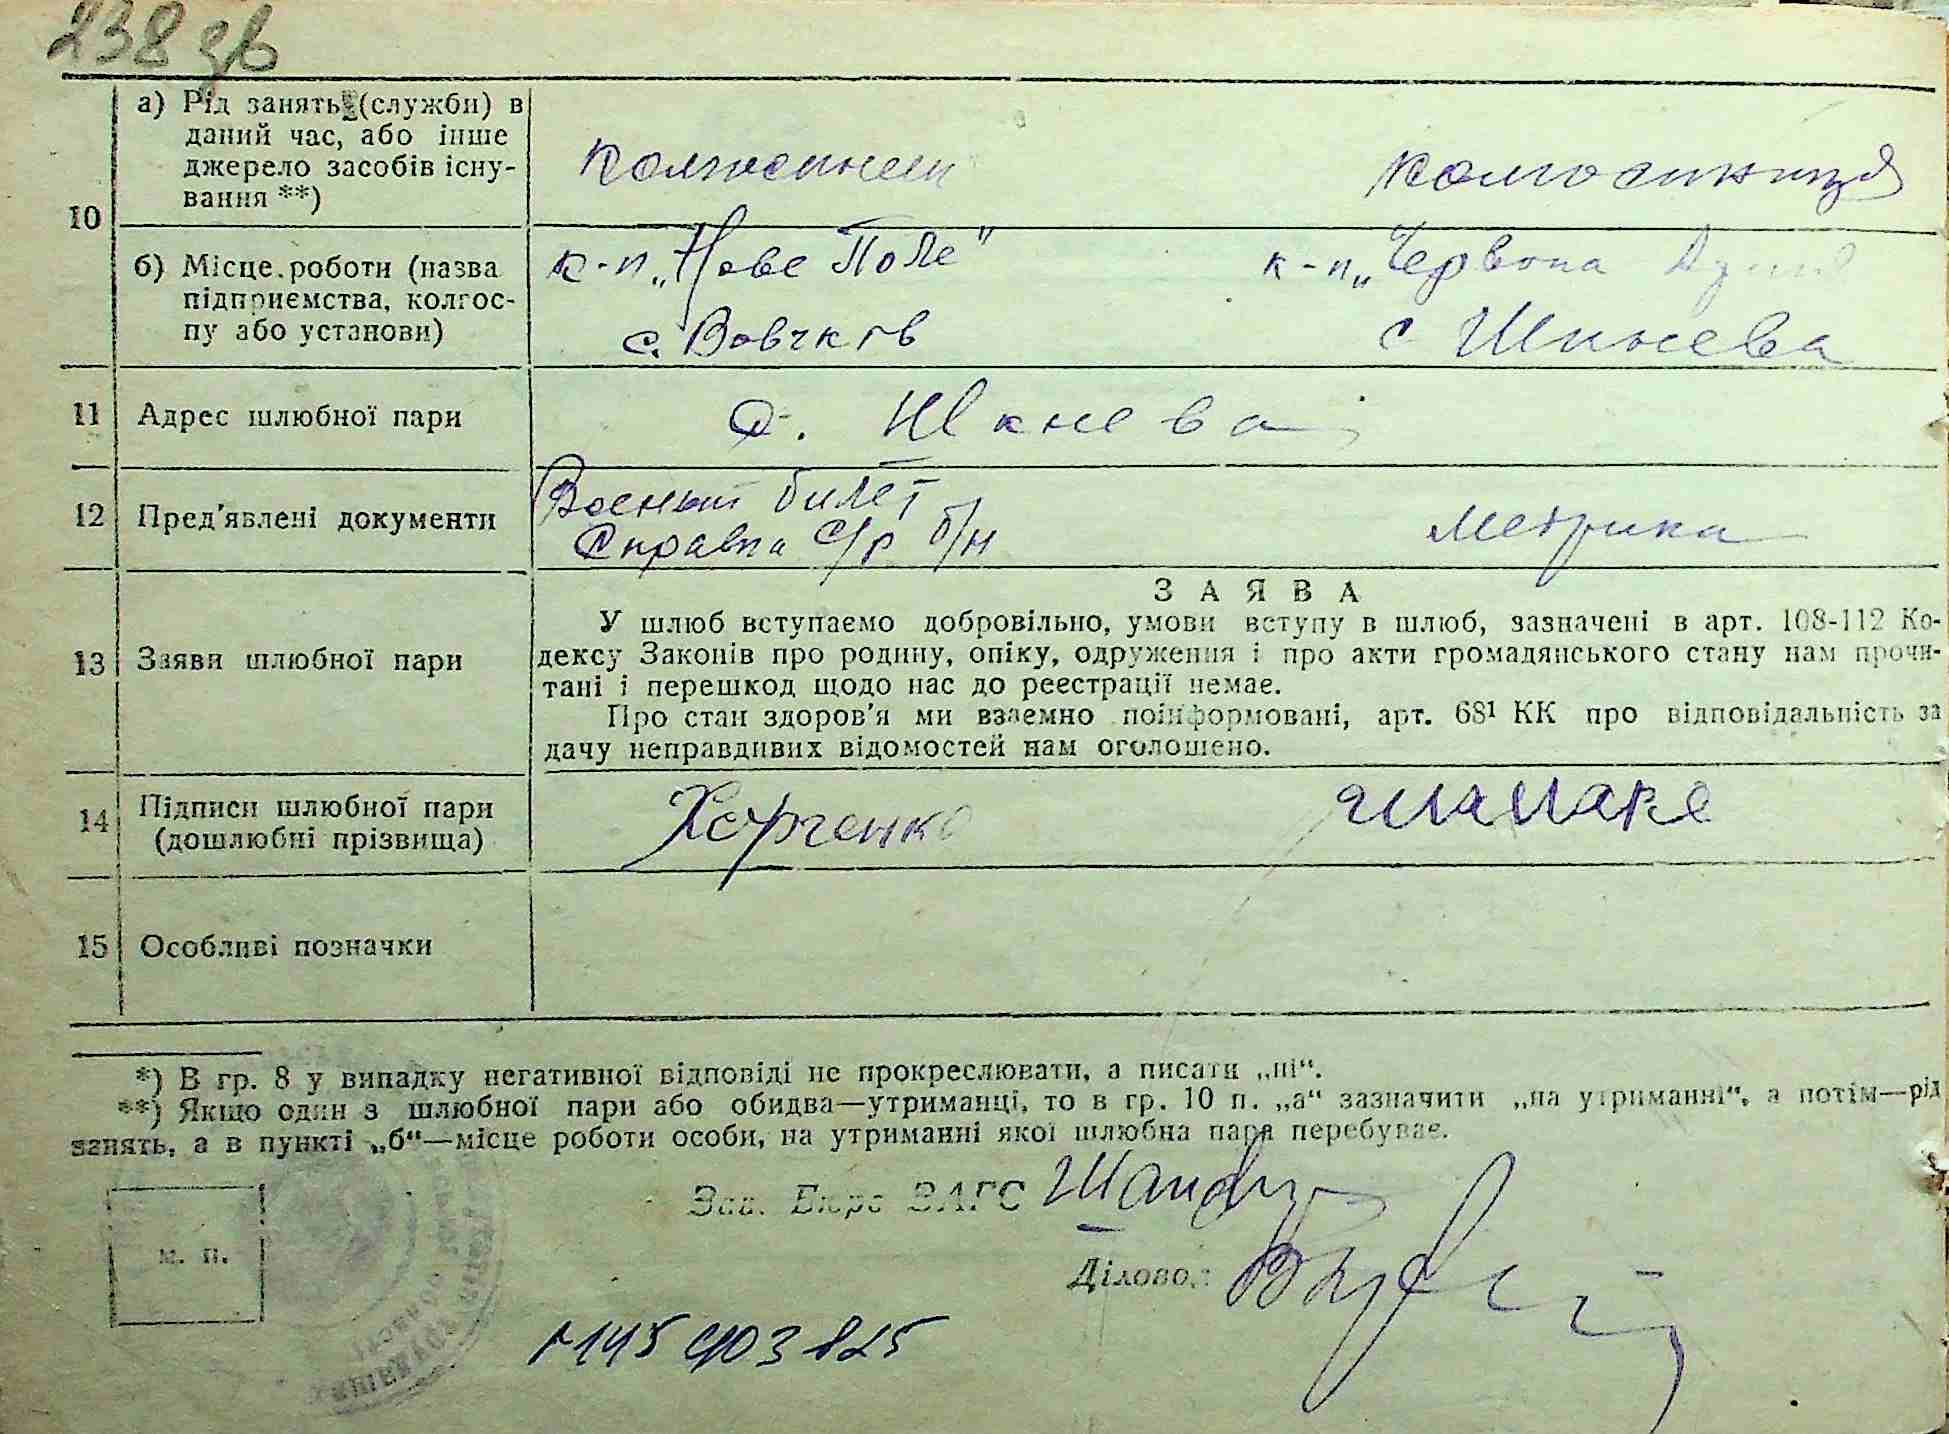 238 зв
10
а) Рід занять (служби) в
даний час, або інше
джерело засобів існу-
вання **)
колгоспник
колгоспниця
б) Місце роботи (назва
підприємства, колгос-
пу або установи)
к-п „Нове Поле"
с. Вовчків
к-п „Червона
с
11
Адрес шлюбної пари
с.
12
Пред'явлені документи
Военый билет
Справка С/р б/н
Метрика
13
Заяви шлюбної пари
ЗАЯВА
У шлюб вступаємо добровільно, умови вступу в шлюб, зазначені в арт. 108-112 Ко-
дексу Законів про родину, опіку, одруження і про акти громадянського стану нам прочи-
тані і перешкод щодо нас до реєстрації немає.
Про стан здоров'я ми взаємно поінформовані, арт. 68¹ КК про відповідальність за
дачу неправдивих відомостей нам оголошено.
14
Підписи шлюбної пари
(дошлюбні прізвища)
Харченко
15
Особливі позначки
*) В гр. 8 у випадку негативної відповіді не прокреслювати, а писати „ні“.
**) Якщо один з шлюбної пари або обидва—утриманці, то в гр. 10 п. „а“ зазначити „на утриманні“, а потім—рід
занять, а в пункті „б“—місце роботи особи, на утриманні якої шлюбна пара перебуває.
Зав. Бюро ЗАГС
м. п.
Діловод: